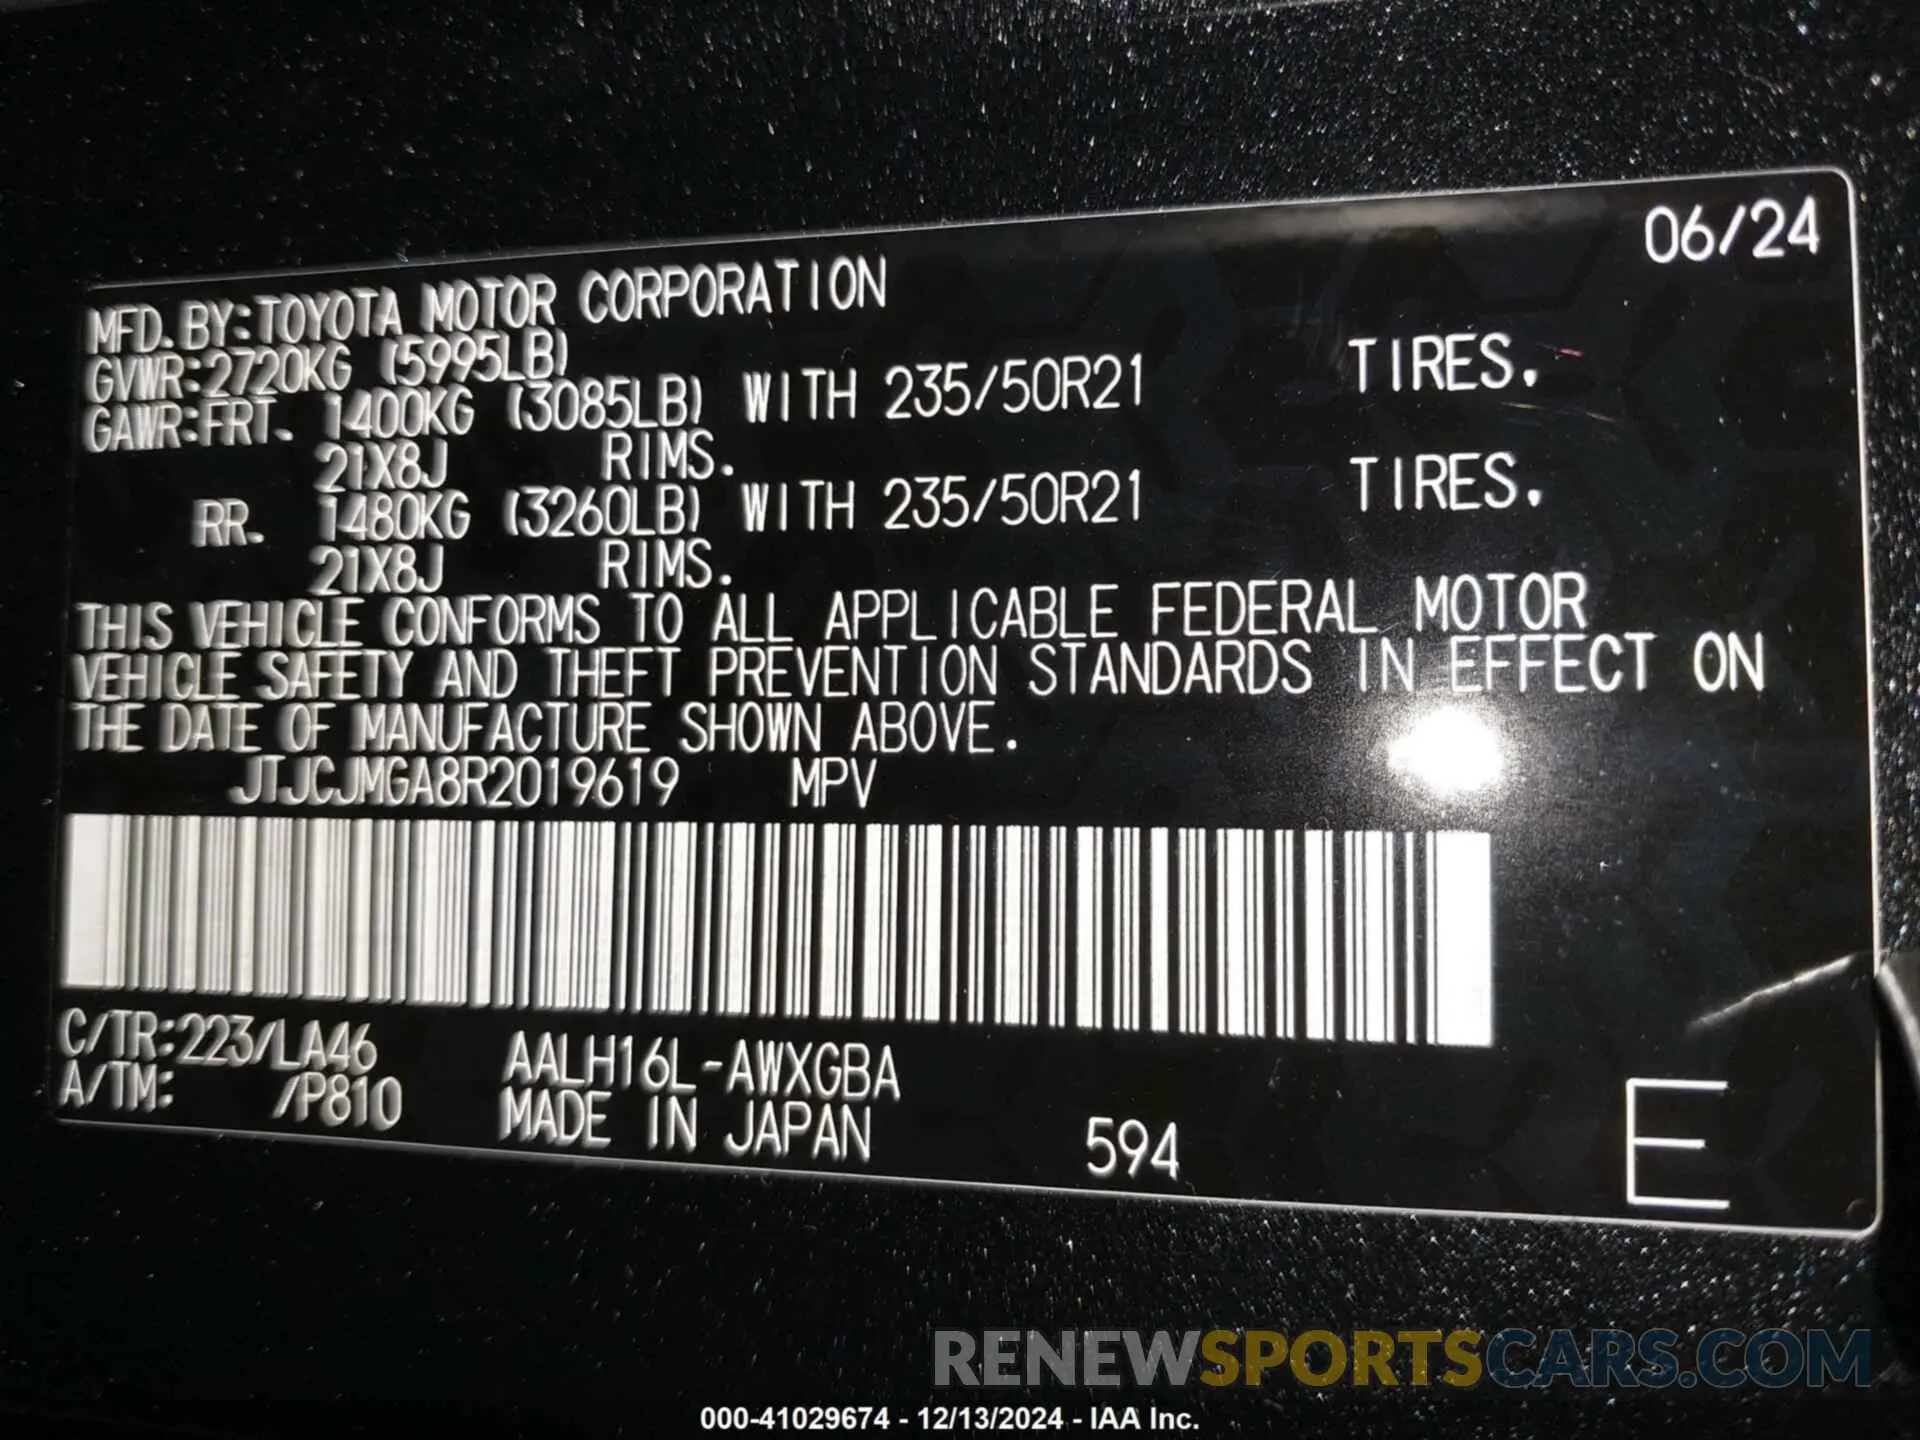 06/24
MFD. BY:TOYOTA MOTOR CORPORATION
GVWR:2720KG (5995LB)
GAWR:FRT. 1400KG (3085LB) WITH 235/50R21 TIRES.
21X8J RIMS.
RR. 1480KG (3260LB) WITH 235/50R21 TIRES.
21X8J RIMS.
THIS VEHICLE CONFORMS TO ALL APPLICABLE FEDERAL MOTOR
VEHICLE SAFETY AND THEFT PREVENTION STANDARDS IN EFFECT ON
THE DATE OF MANUFACTURE SHOWN ABOVE.
JTJCJMGA8R2019619 MPV
C/TR:223/LA46 AALH16L-AWXGBA
A/TM: /P810 MADE IN JAPAN 594 E
RENEWSPORTSCARS.COM
000-41029674 - 12/13/2024 - IAA Inc.